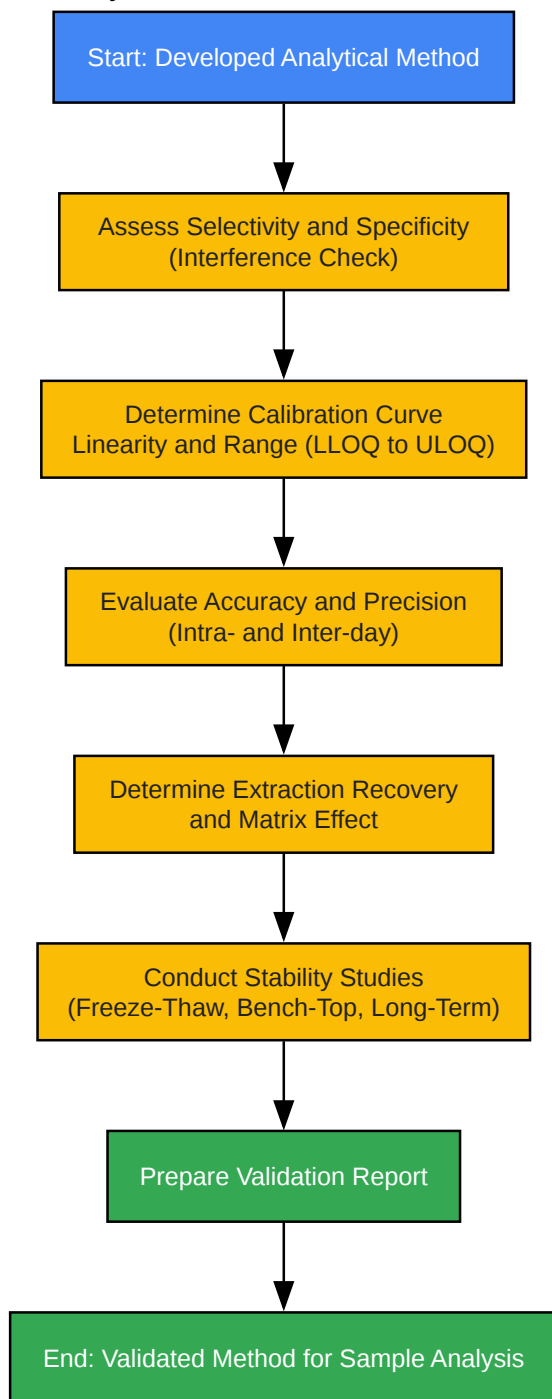 Start: Developed Analytical Method
Assess Selectivity and Specificity
(Interference Check)
Determine Calibration Curve
Linearity and Range (LLOQ to ULOQ)
Evaluate Accuracy and Precision
(Intra- and Inter-day)
Determine Extraction Recovery
and Matrix Effect
Conduct Stability Studies
(Freeze-Thaw, Bench-Top, Long-Term)
Prepare Validation Report
End: Validated Method for Sample Analysis